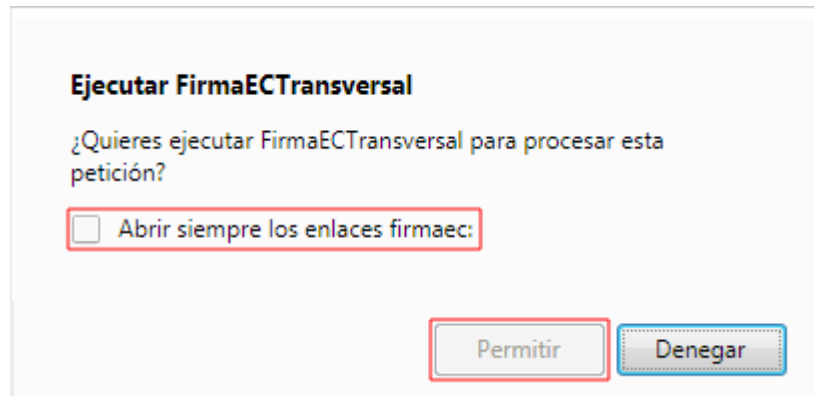 Ejecutar FirmaECTransversal
¿Quieres ejecutar FirmaECTransversal para procesar esta
petición?
Abrir siempre los enlaces firmaec:
Permitir Denegar